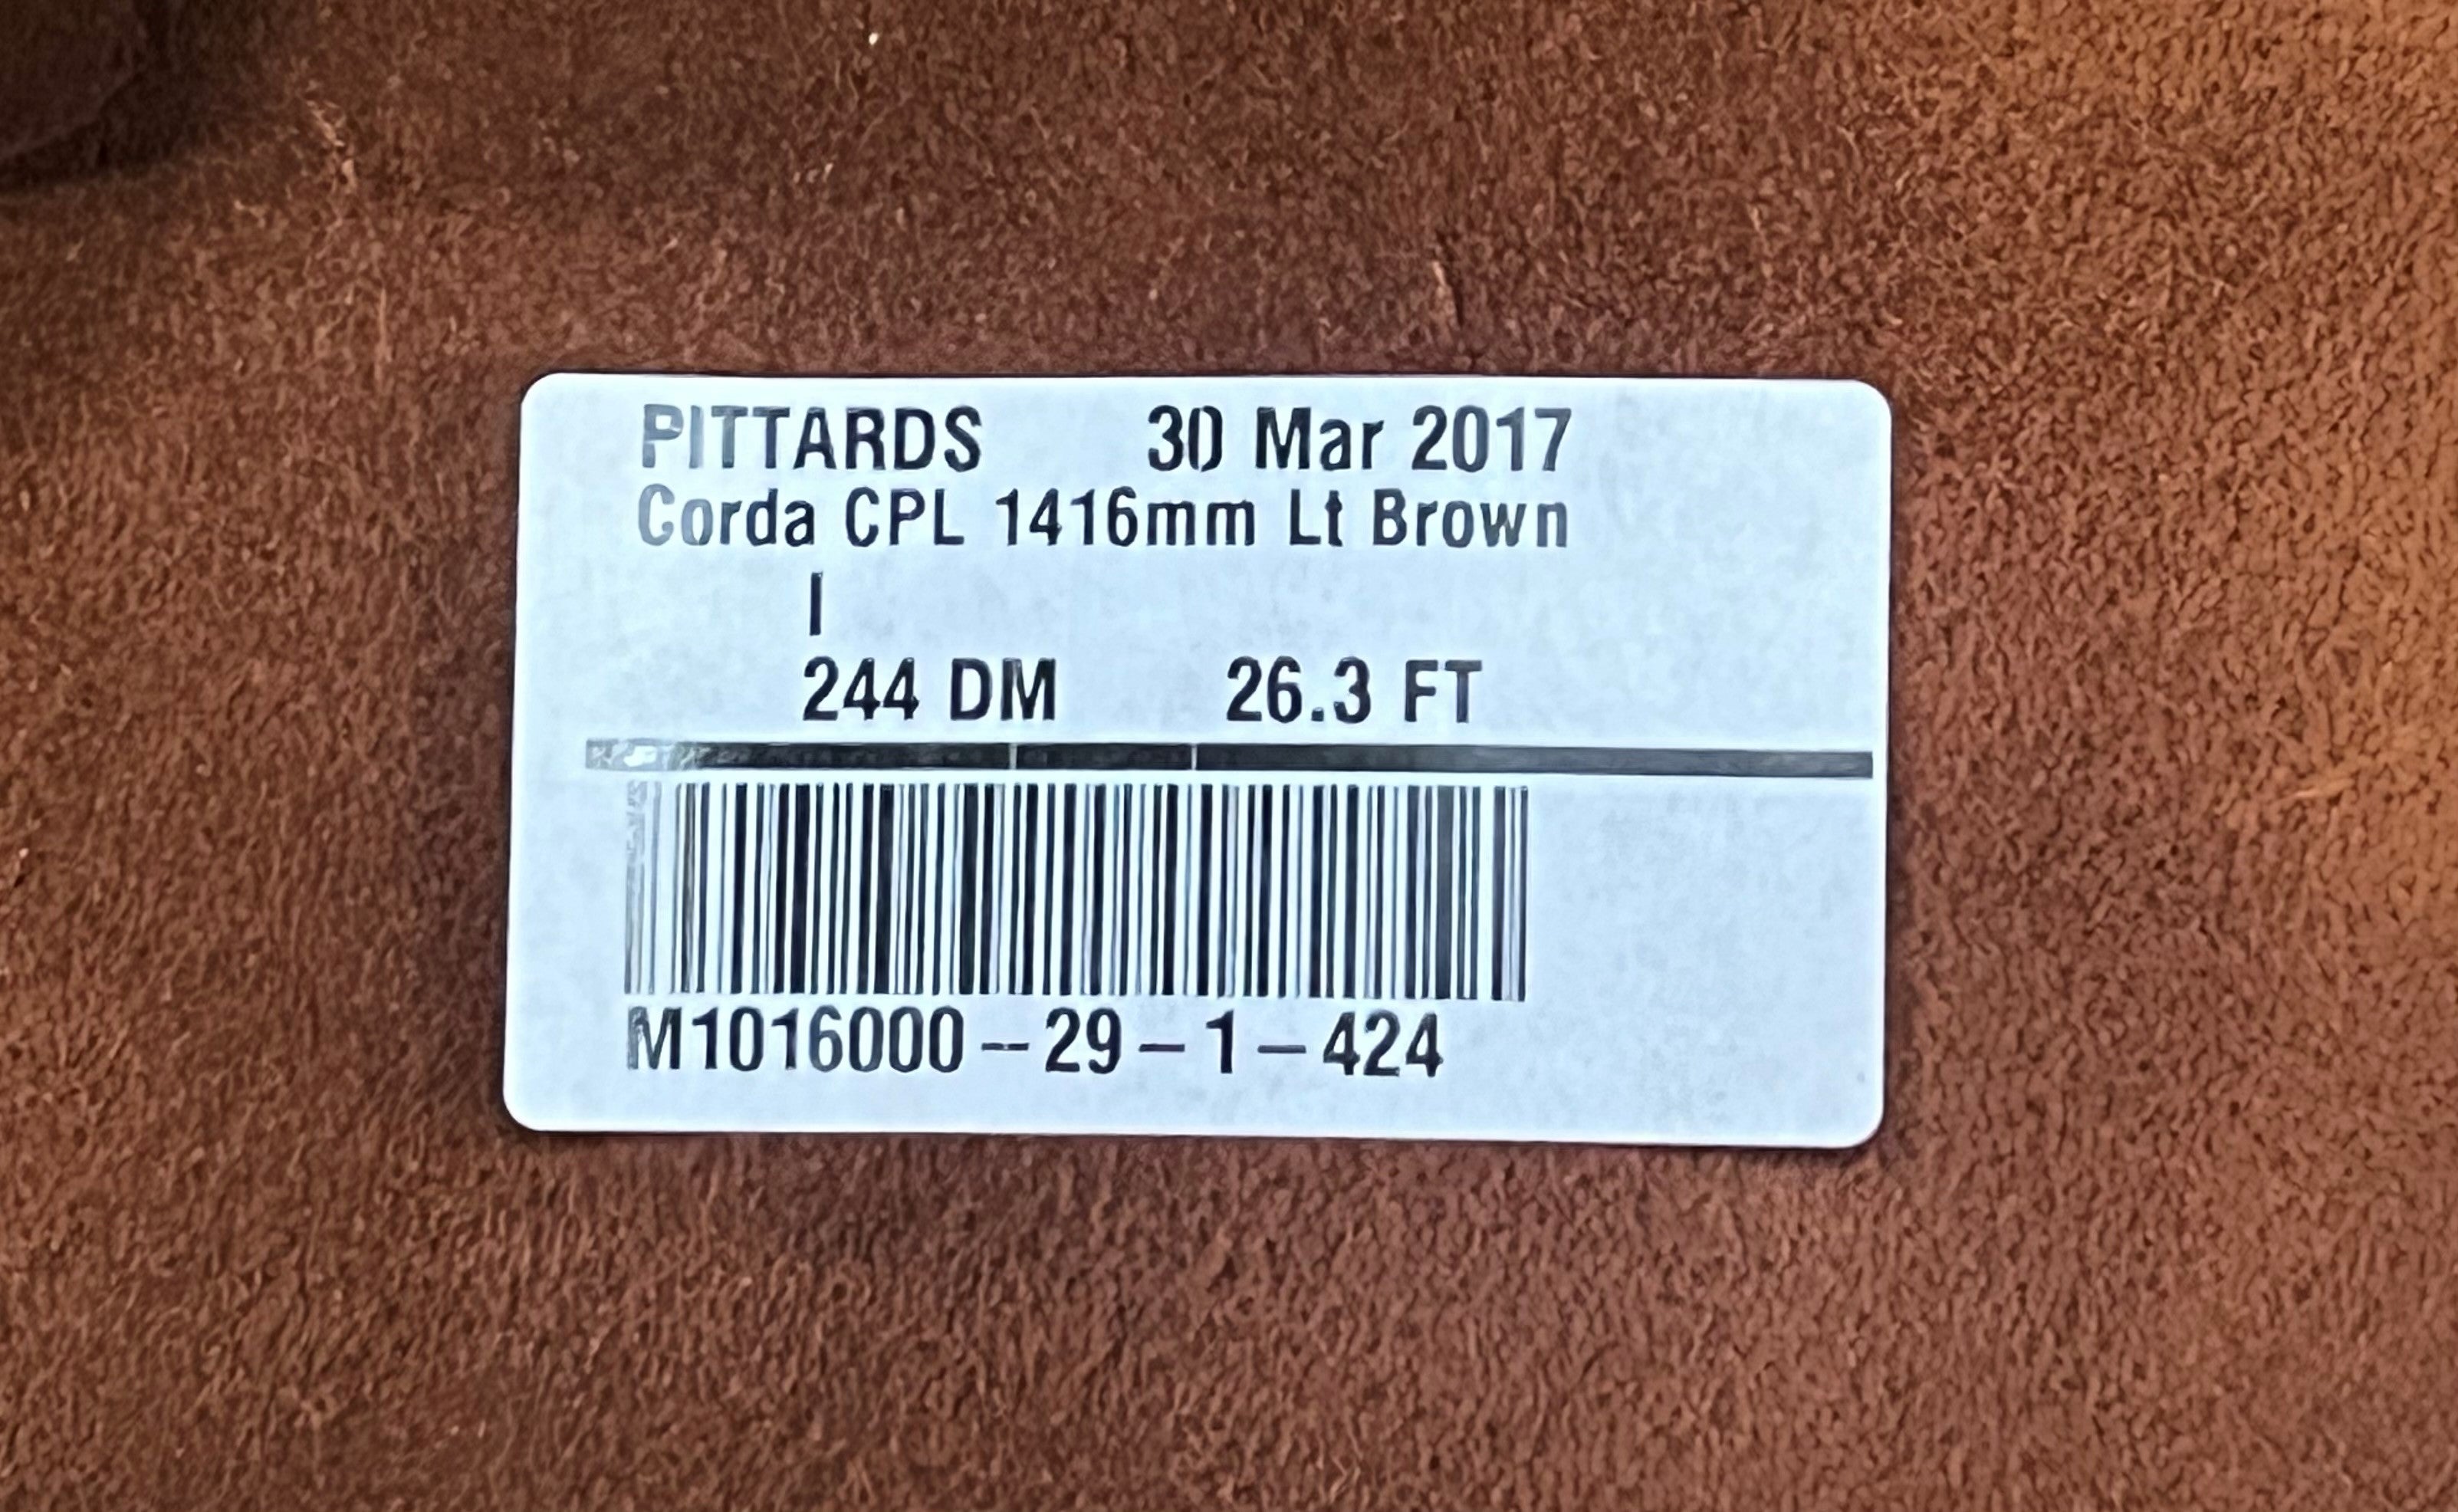 PITTARDS 30 Mar 2017
Corda CPL 1416mm Lt Brown
I
244 DM 26.3 FT
M1016000-29-1-424